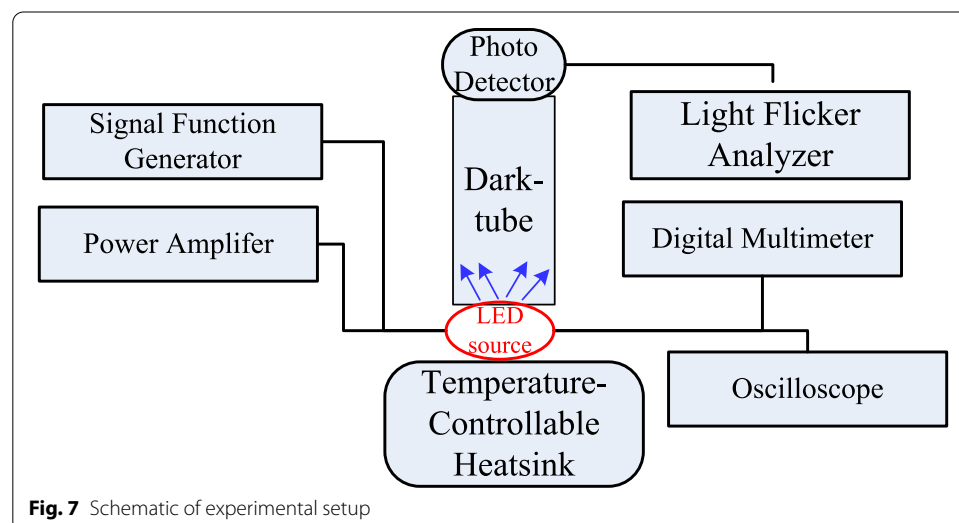 Photo
Detector
Signal Function
Generator
Light Flicker
Analyzer
Dark-
tube
Power Amplifer
Digital Multimeter
LED
source
Temperature-
Controllable
Heatsink
Oscilloscope
Fig. 7 Schematic of experimental setup